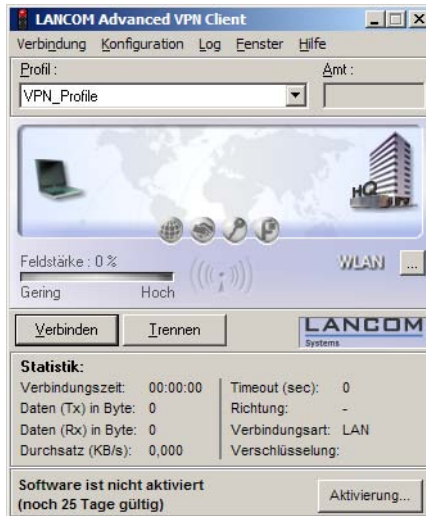 LANCOM Advanced VPN Client
Verbindung Konfiguration Log Fenster Hilfe
Profil : Amt :
VPN_Profile
HQ
Feldstärke : 0 % WLAN ...
Gering Hoch
Verbinden Trennen LANCOM
Systems
Statistik:
Verbindungszeit: 00:00:00 Timeout (sec): 0
Daten (Tx) in Byte: 0 Richtung: -
Daten (Rx) in Byte: 0 Verbindungsart: LAN
Durchsatz (KB/s): 0,000 Verschlüsselung:
Software ist nicht aktiviert
(noch 25 Tage gültig) Aktivierung...